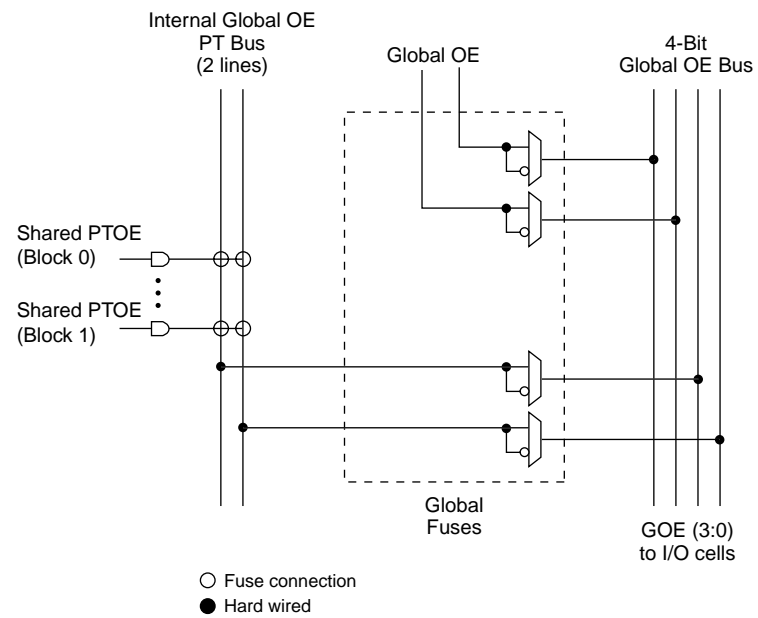 Internal Global OE
PT Bus
(2 lines)
Global OE
4-Bit
Global OE Bus
Shared PTOE
(Block 0)
Shared PTOE
(Block 1)
Global
Fuses
GOE (3:0)
to I/O cells
Fuse connection
Hard wired